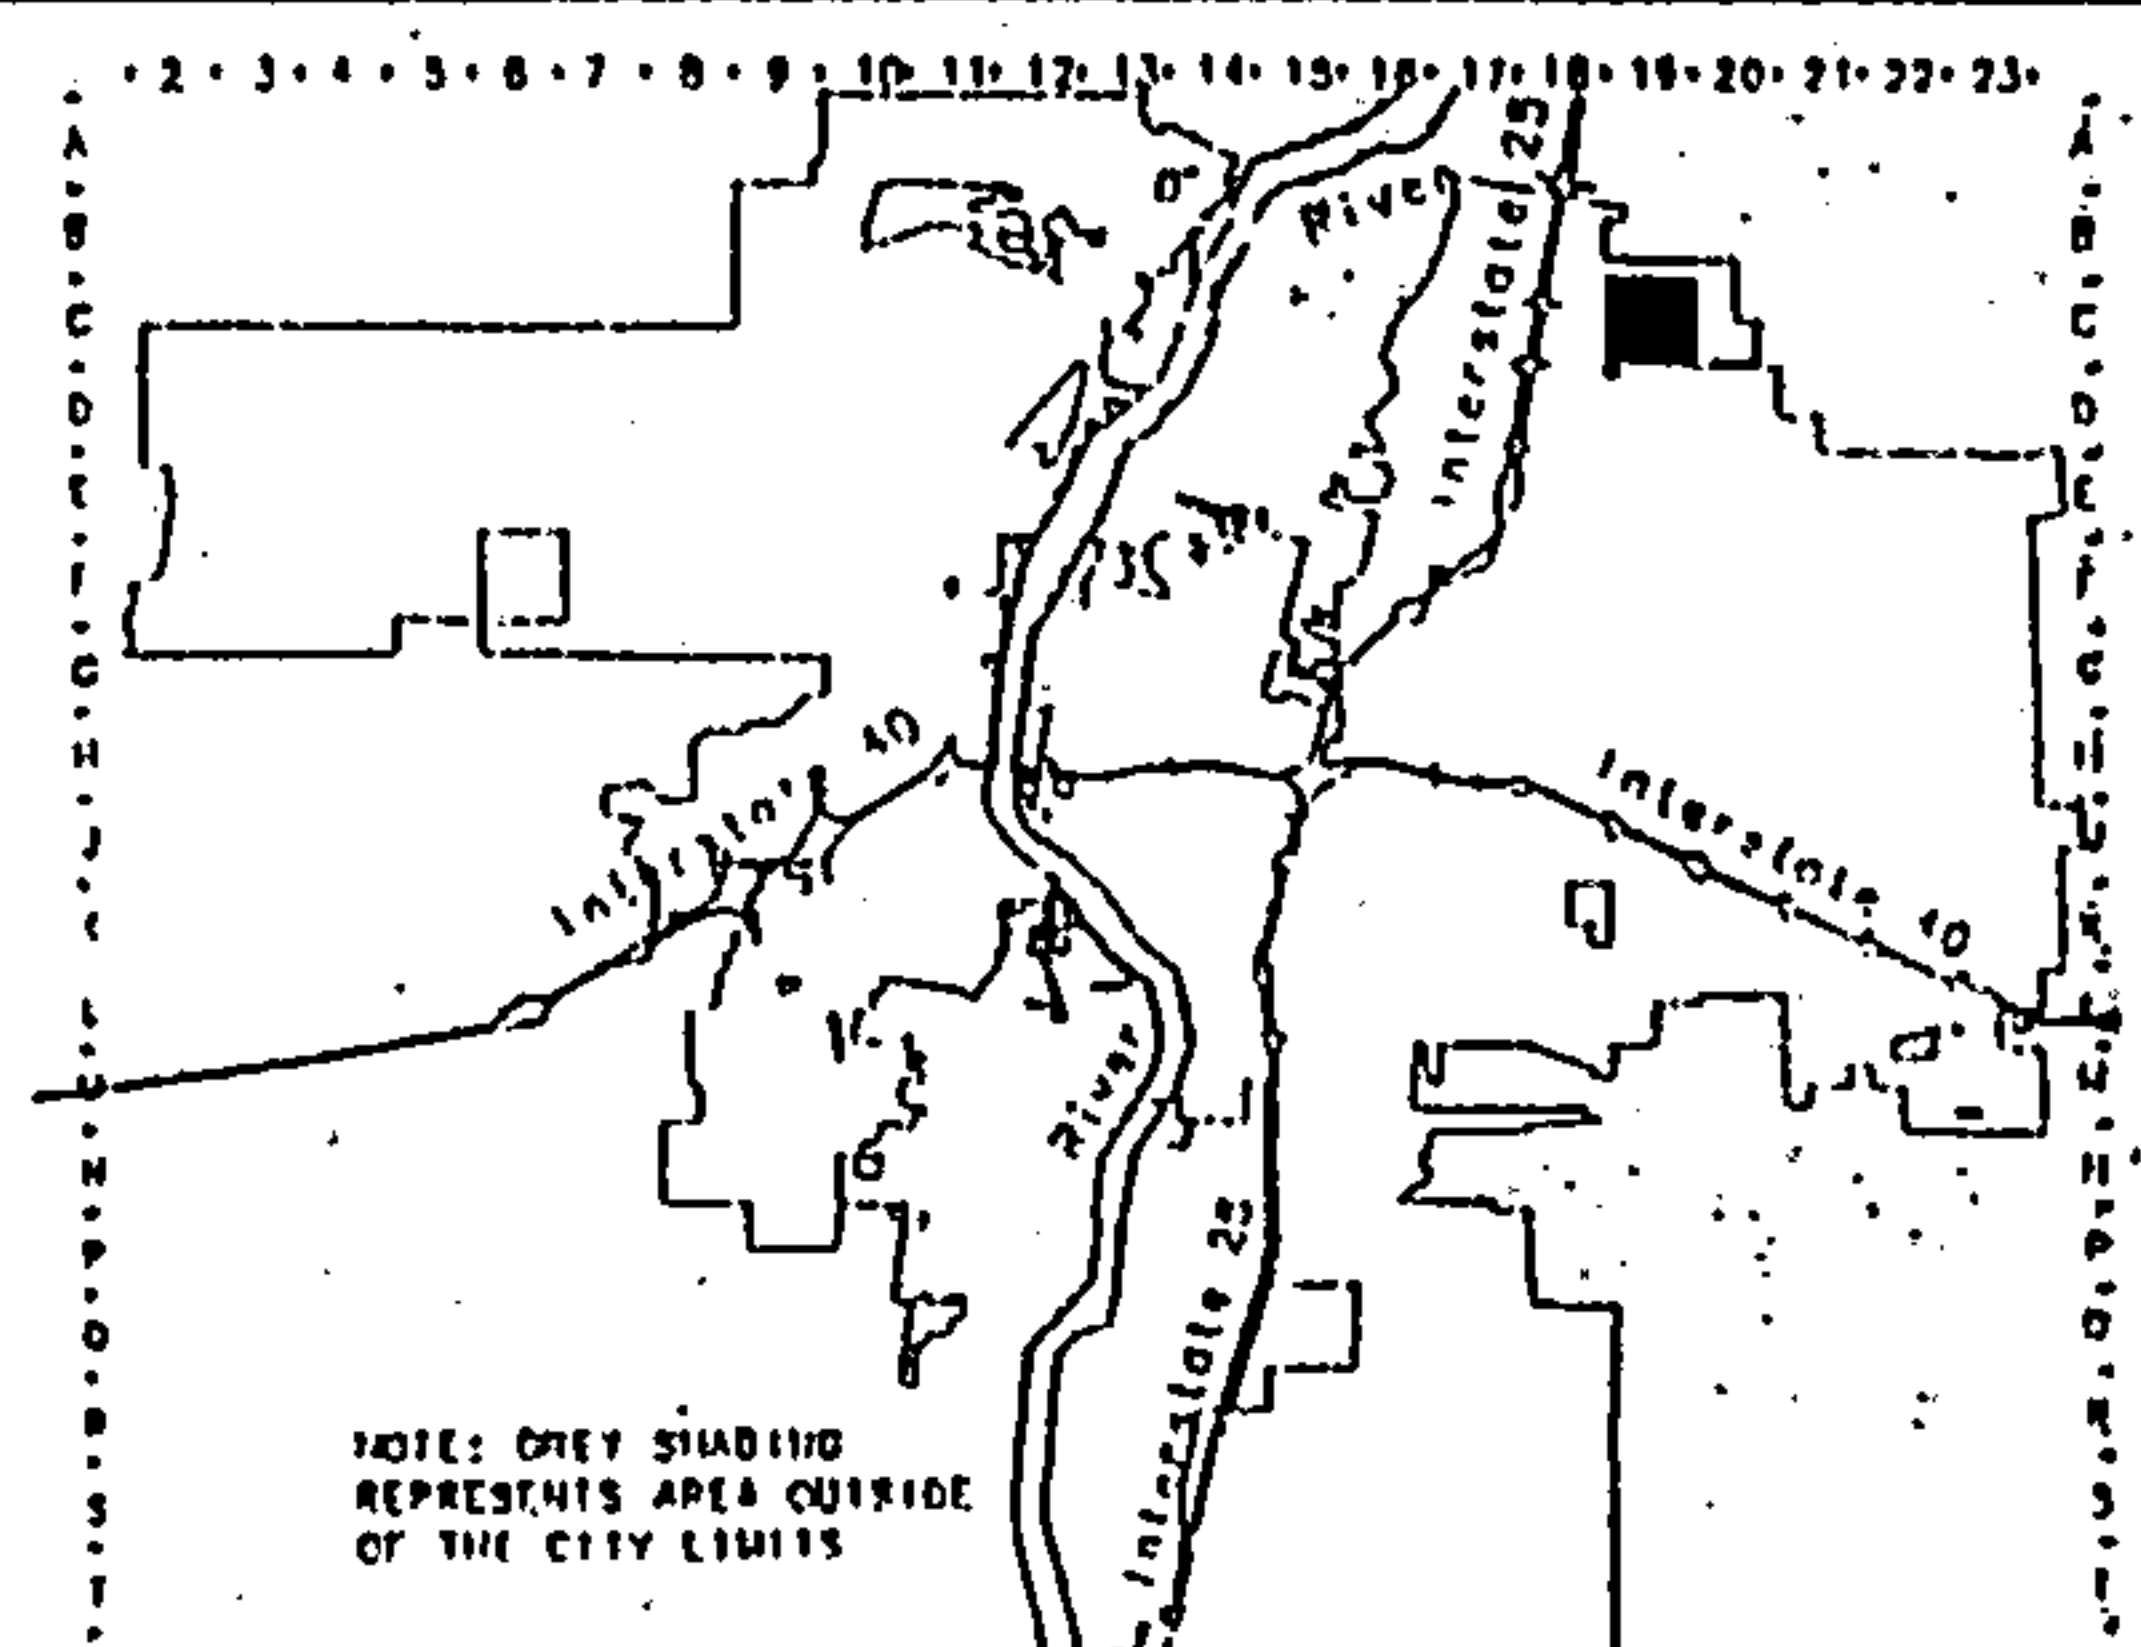 2 3 4 5 6 7 8 9 10 11 12 13 14 15 16 17 18 19 20 21 22 23
A A
B B
C C
D D
E E
F F
G G
H H
J J
K K
L L
M M
N N
P P
Q Q
R R
S S
T T
River
Interstate 25
40
Interstate 40
River
Interstate 25
NOTE: GREY SHADING
REPRESENTS AREA OUTSIDE
OF THE CITY LIMITS